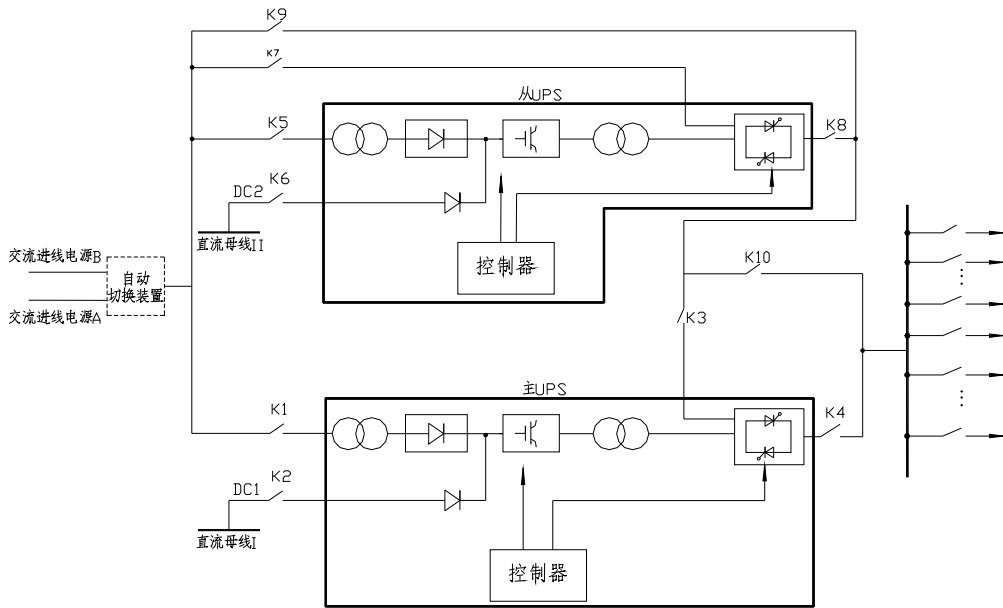 K9
K7
从UPS
K5
K8
K6
DC2
直流母线II
控制器
交流进线电源B
自动
切换装置
交流进线电源A
K10
K3
主UPS
K1
K4
K2
DC1
直流母线I
控制器